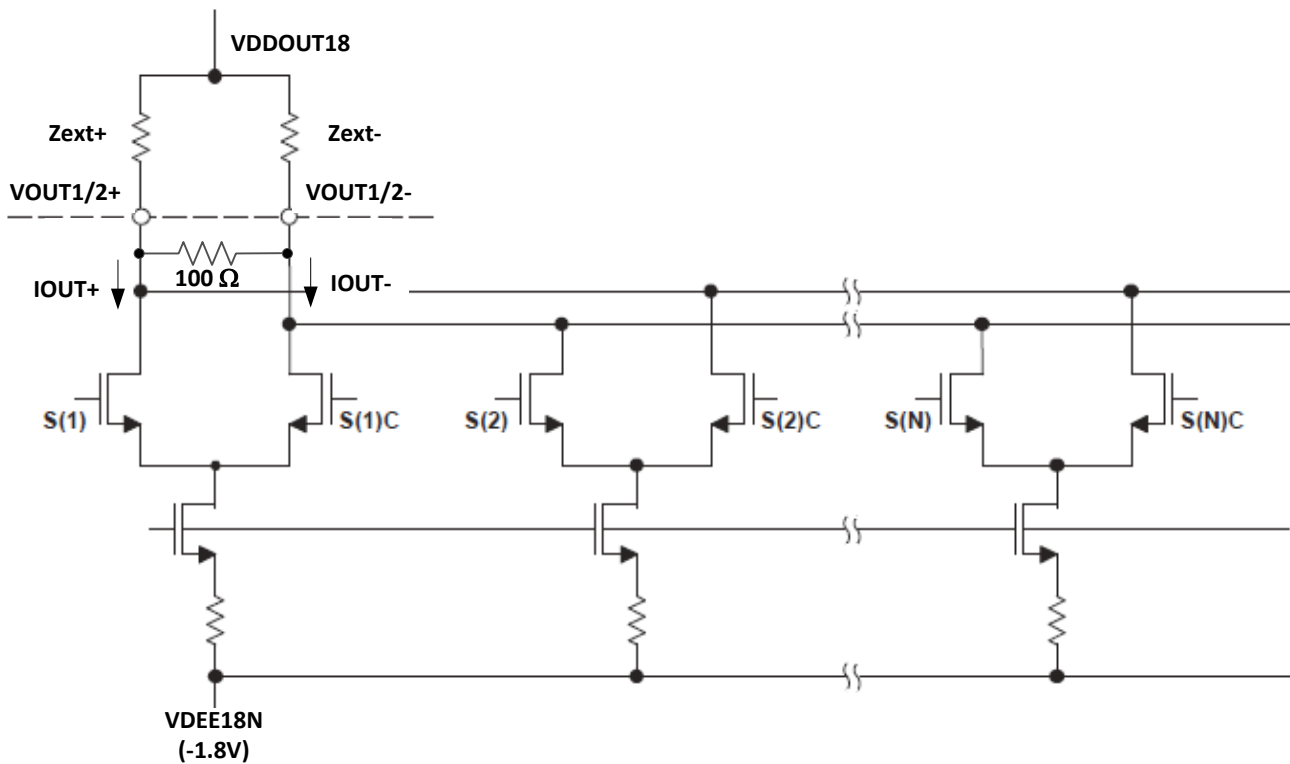 VDDOUT18
Zext+
Zext-
VOUT1/2+
VOUT1/2-
100 Ω
IOUT+
IOUT-
S(1)
S(1)C
S(2)
S(2)C
S(N)
S(N)C
VDEE18N
(-1.8V)